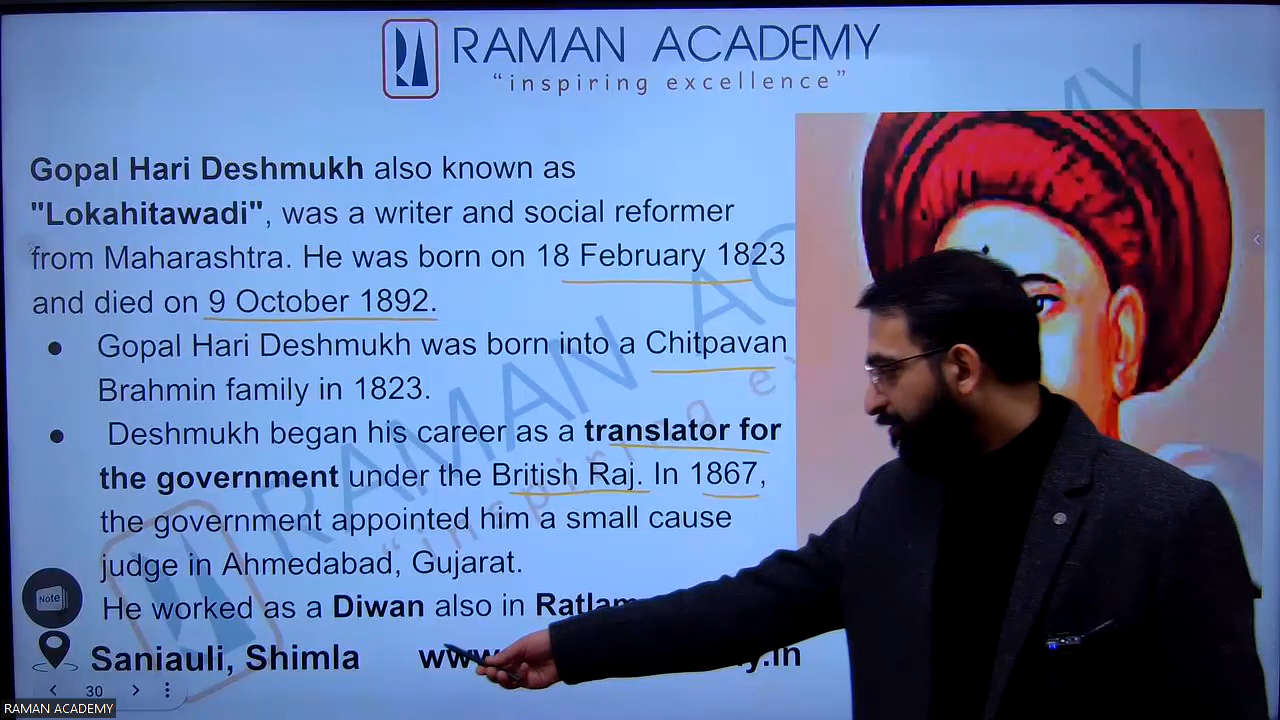 RAMAN ACADEMY
“inspiring excellence”
Gopal Hari Deshmukh also known as
"Lokahitawadi", was a writer and social reformer
from Maharashtra. He was born on 18 February 1823
and died on 9 October 1892.
● Gopal Hari Deshmukh was born into a Chitpavan
Brahmin family in 1823.
● Deshmukh began his career as a translator for
the government under the British Raj. In 1867,
the government appointed him a small cause
judge in Ahmedabad, Gujarat.
He worked as a Diwan also in
Note
Saniauli, Shimla
30
RAMAN ACADEMY